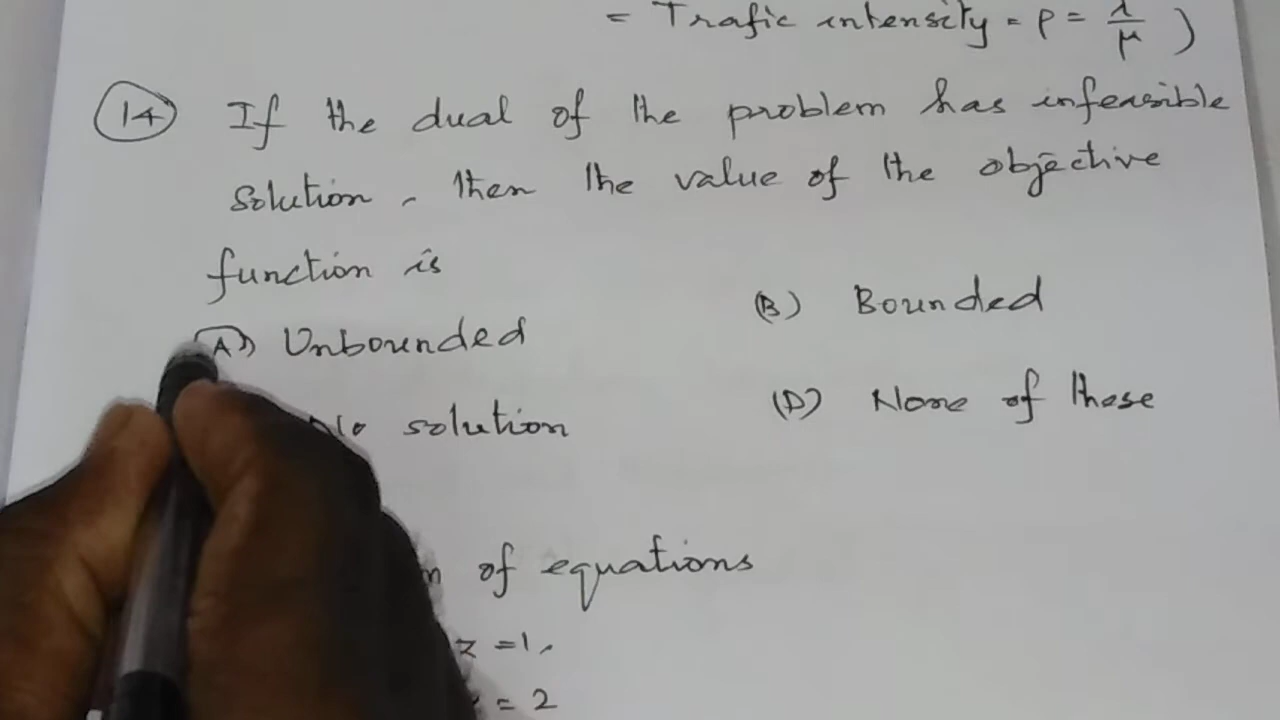 = Trafic intensity = ρ = λ/μ )
14 If the dual of the problem has infeasible
solution, then the value of the objective
function is
(A) Unbounded (B) Bounded
No solution (D) None of these
of equations
z = 1,
= 2